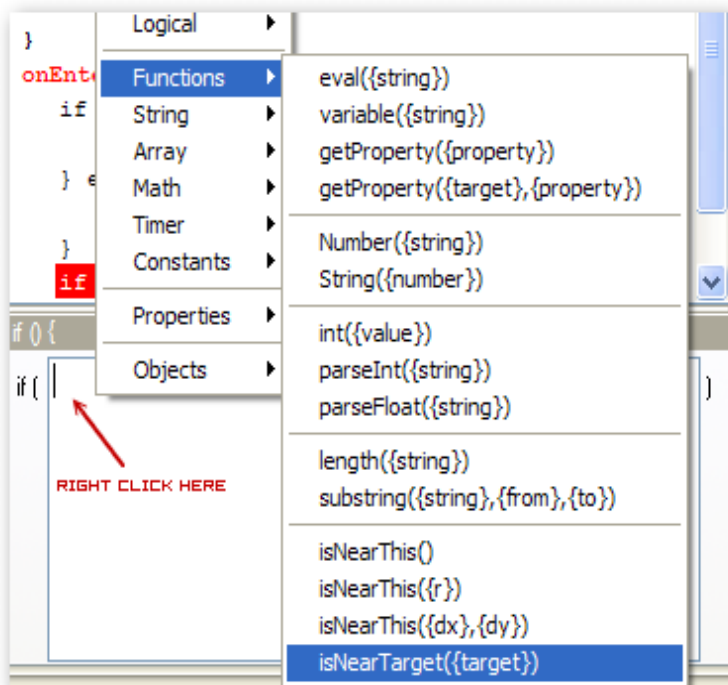 }
onEnte
if
} e
}
if
if () {
if (
)
RIGHT CLICK HERE
Logical
Functions
String
Array
Math
Timer
Constants
Properties
Objects
eval({string})
variable({string})
getProperty({property})
getProperty({target},{property})
Number({string})
String({number})
int({value})
parseInt({string})
parseFloat({string})
length({string})
substring({string},{from},{to})
isNearThis()
isNearThis({r})
isNearThis({dx},{dy})
isNearTarget({target})